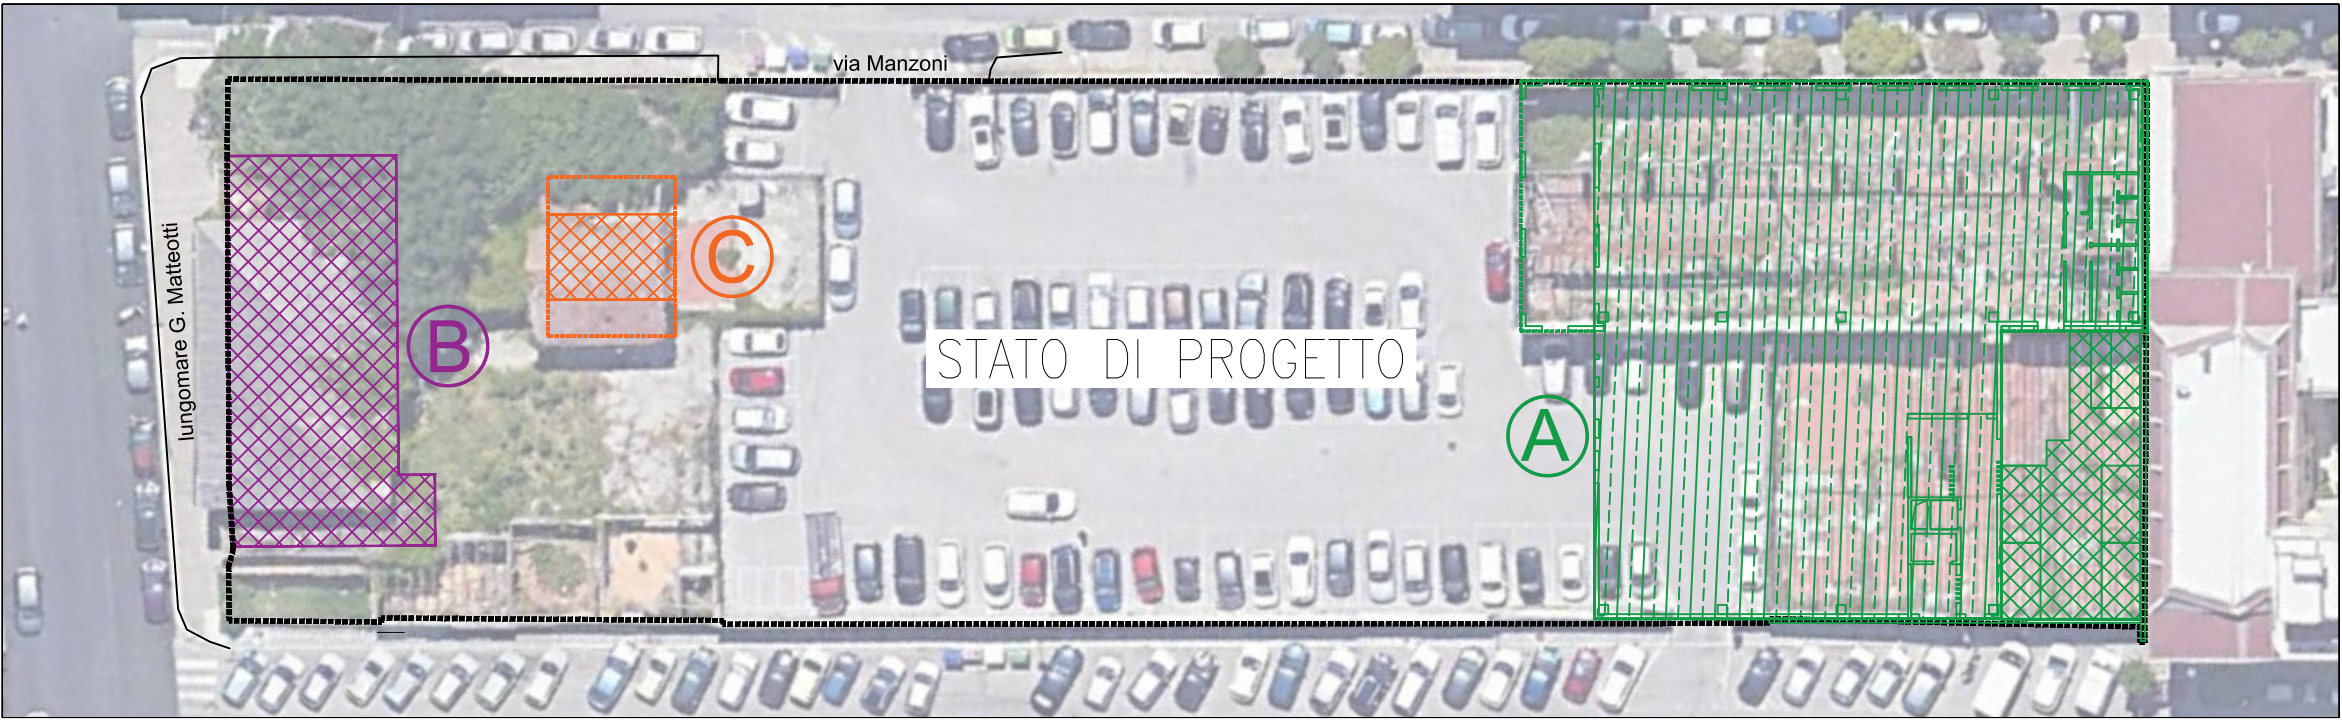 via Manzoni
lungomare G. Matteotti
C
B
STATO DI PROGETTO
A